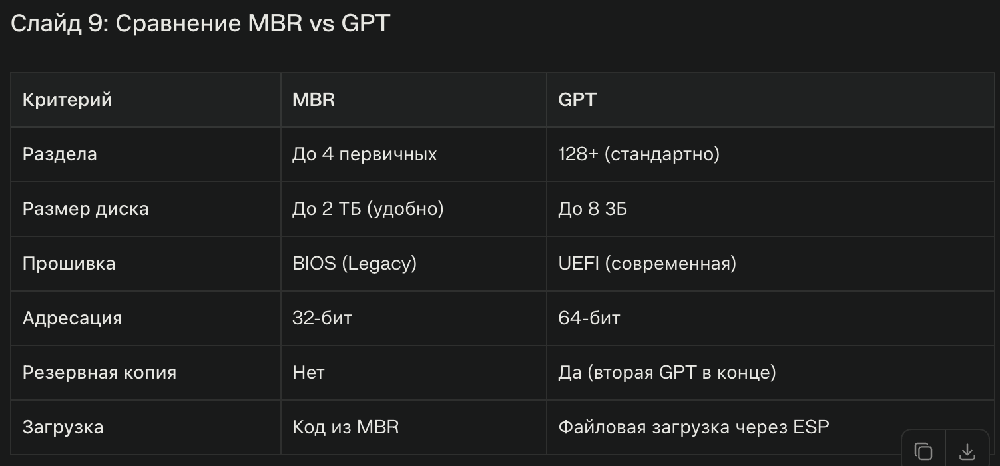 Слайд 9: Сравнение MBR vs GPT
Критерий MBR GPT
Раздела До 4 первичных 128+ (стандартно)
Размер диска До 2 ТБ (удобно) До 8 ЗБ
Прошивка BIOS (Legacy) UEFI (современная)
Адресация 32-бит 64-бит
Резервная копия Нет Да (вторая GPT в конце)
Загрузка Код из MBR Файловая загрузка через ESP